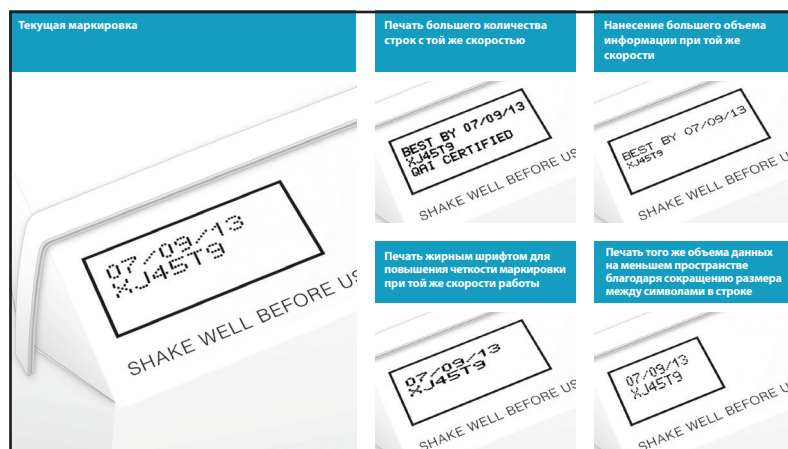 Текущая маркировка
07/09/13
XJ45T9
SHAKE WELL BEFORE US
Печать большего количества
строк с той же скоростью
BEST BY 07/09/13
XJ45T9
QAI CERTIFIED
SHAKE WELL BEFORE US
Нанесение большего объема
информации при той же
скорости
BEST BY 07/09/13
XJ45T9
SHAKE WELL BEFORE U
Печать жирным шрифтом для
повышения четкости маркировки
при той же скорости работы
07/09/13
XJ45T9
SHAKE WELL BEFORE US
Печать того же объема данных
на меньшем пространстве
благодаря сокращению размера
между символами в строке
07/09/13
XJ45T9
SHAKE WELL BEFORE U